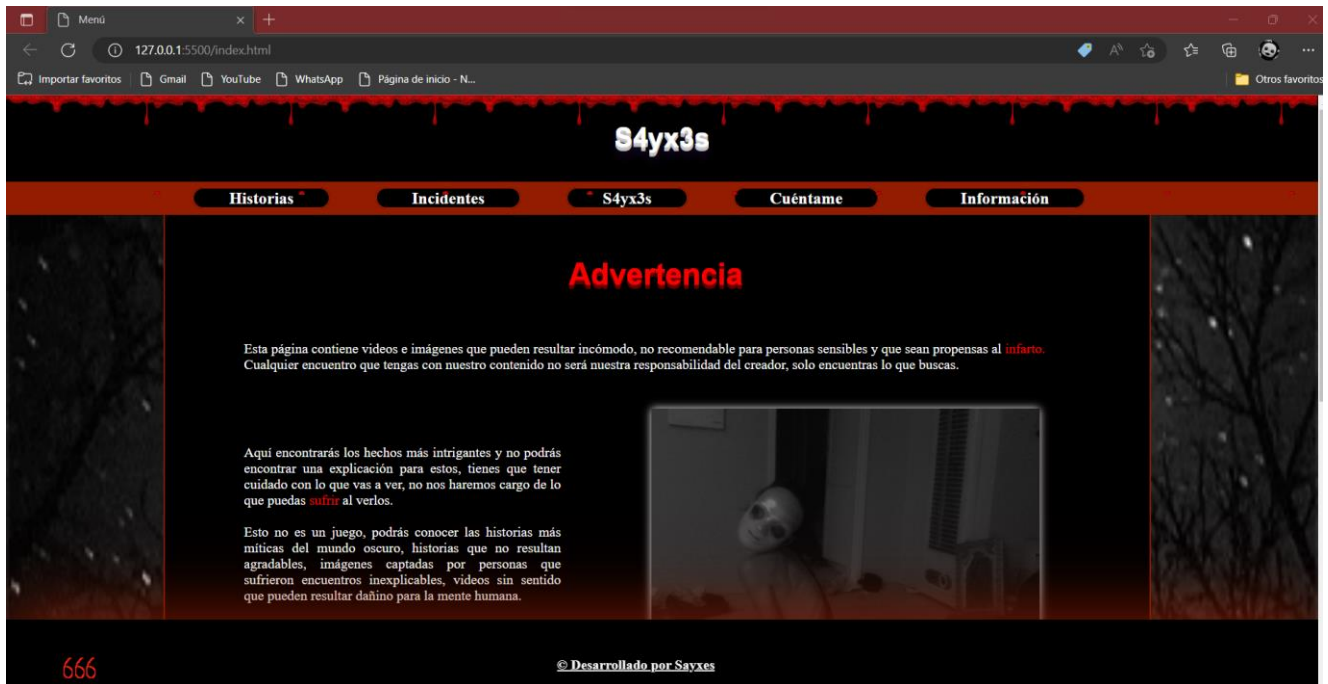 Menú
127.0.0.1:5500/index.html
Importar favoritos Gmail YouTube WhatsApp Página de inicio - N... Otros favoritos
S4yx3s
Historias Incidentes S4yx3s Cuéntame Información
Advertencia
Esta página contiene videos e imágenes que pueden resultar incómodo, no recomendable para personas sensibles y que sean propensas al infarto.
Cualquier encuentro que tengas con nuestro contenido no será nuestra responsabilidad del creador, solo encuentras lo que buscas.
Aquí encontrarás los hechos más intrigantes y no podrás
encontrar una explicación para estos, tienes que tener
cuidado con lo que vas a ver, no nos haremos cargo de lo
que puedas sufrir al verlos.
Esto no es un juego, podrás conocer las historias más
míticas del mundo oscuro, historias que no resultan
agradables, imágenes captadas por personas que
sufrieron encuentros inexplicables, vídeos sin sentido
que pueden resultar dañino para la mente humana.
666
© Desarrollado por Sayxes